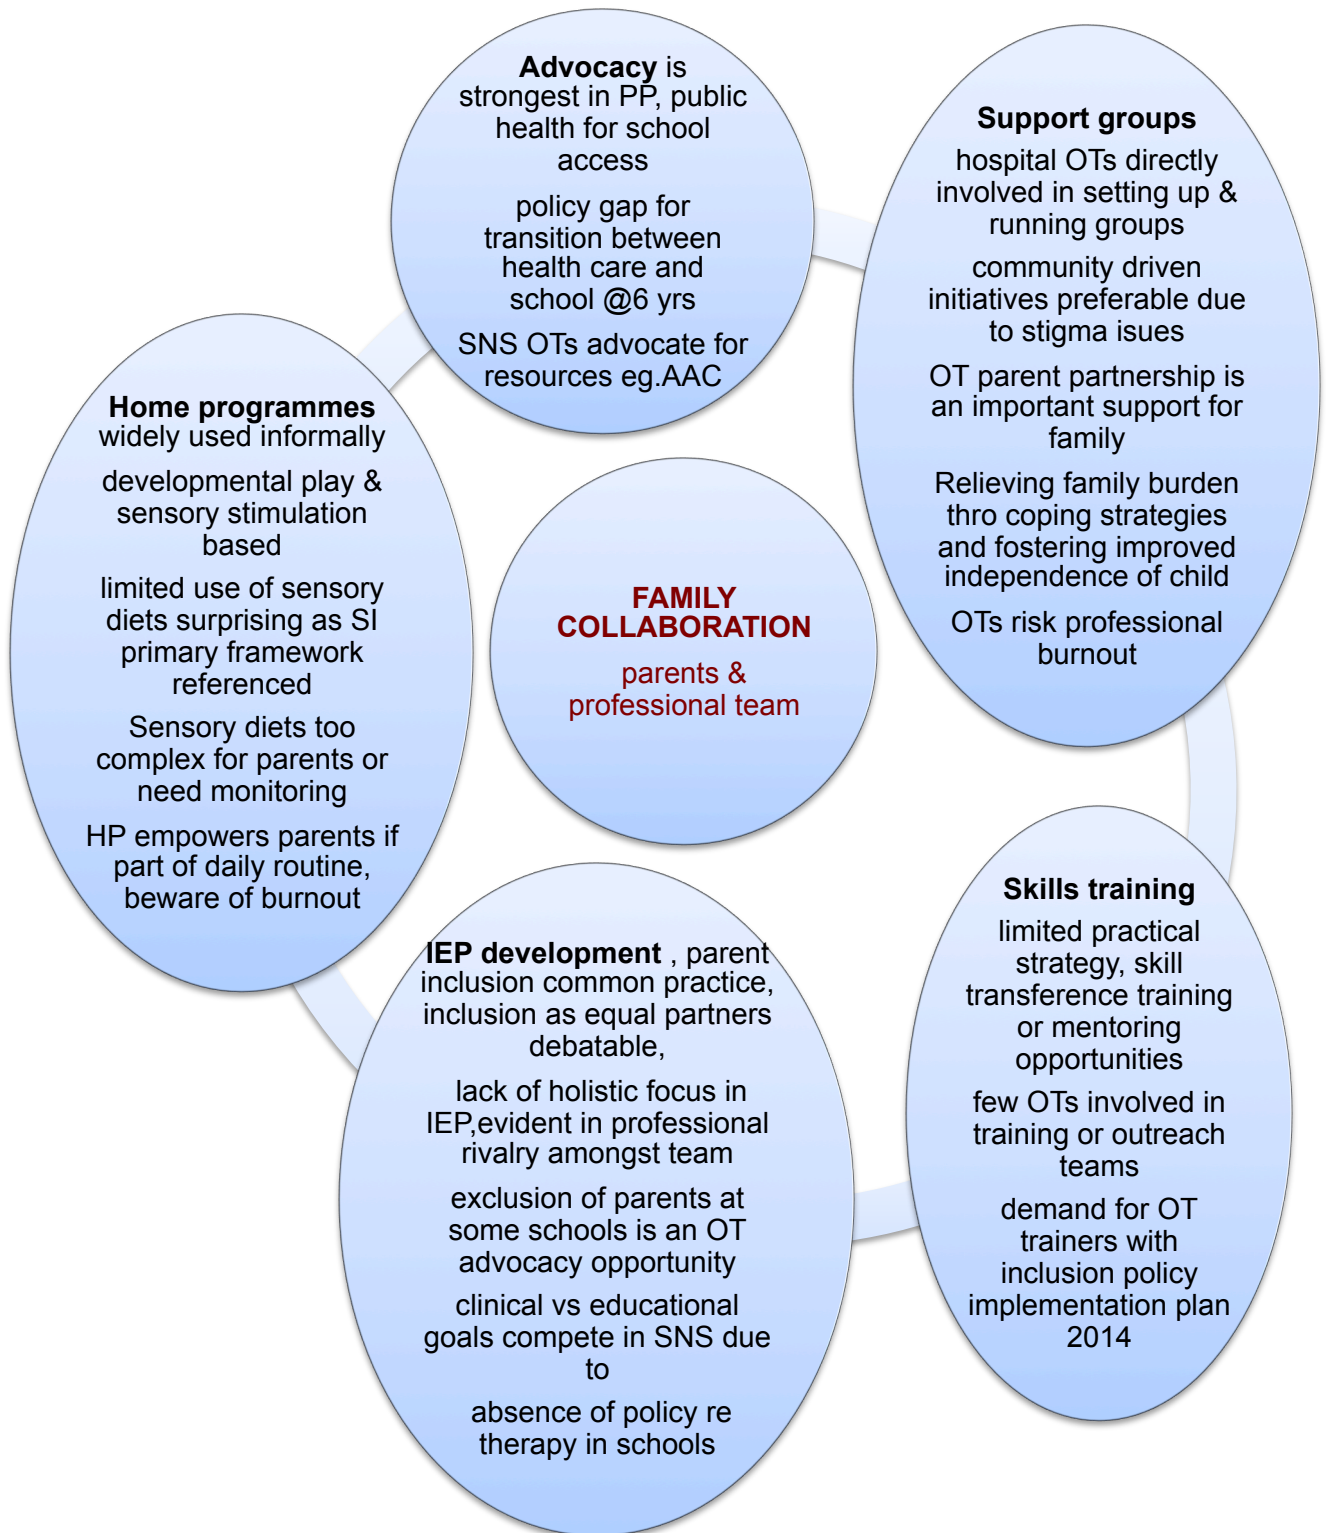 Advocacy is
strongest in PP, public
health for school
access
policy gap for
transition between
health care and
school @6 yrs
SNS OTs advocate for
resources eg.AAC
Support groups
hospital OTs directly
involved in setting up &
running groups
community driven
initiatives preferable due
to stigma isues
OT parent partnership is
an important support for
family
Relieving family burden
thro coping strategies
and fostering improved
independence of child
OTs risk professional
burnout
Skills training
limited practical
strategy, skill
transference training
or mentoring
opportunities
few OTs involved in
training or outreach
teams
demand for OT
trainers with
inclusion policy
implementation plan
2014
IEP development , parent
inclusion common practice,
inclusion as equal partners
debatable,
lack of holistic focus in
IEP,evident in professional
rivalry amongst team
exclusion of parents at
some schools is an OT
advocacy opportunity
clinical vs educational
goals compete in SNS due
to
absence of policy re
therapy in schools
Home programmes
widely used informally
developmental play &
sensory stimulation
based
limited use of sensory
diets surprising as SI
primary framework
referenced
Sensory diets too
complex for parents or
need monitoring
HP empowers parents if
part of daily routine,
beware of burnout
FAMILY
COLLABORATION
parents &
professional team